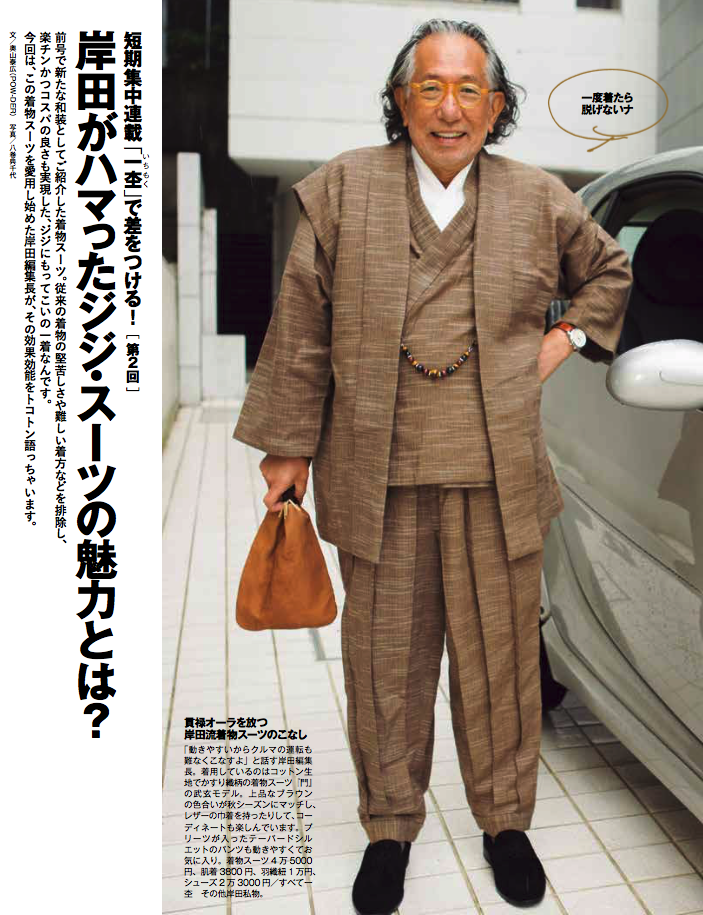 短期集中連載「一杢」で差をつける！［第2回］
いちもく
岸田がハマったジジ・スーツの魅力とは？
前号で新たな和装としてご紹介した着物スーツ。従来の着物の堅苦しさや難しい着方などを排除し、
楽チンかつコスパの良さも実現した、ジジにもってこいの一着なんです。
今回は、この着物スーツを愛用し始めた岸田編集長が、その効果効能をトコトン語っちゃいます。
文／奥山泰広(POW-DER)　写真／八巻
一度着たら
脱げないナ
貫禄オーラを放つ
岸田流着物スーツのこなし
「動きやすいからクルマの運転も
難なくこなすよ」と話す岸田編集
長。着用しているのはコットン生
地でかすり織柄の着物スーツ『門』
の武玄モデル。上品なブラウン
の色合いが秋シーズンにマッチし、
レザーの巾着を持ったりして、コー
ディネートも楽しんでいます。プ
リーツが入ったテーパードシル
エットのパンツも動きやすくてお
気に入り。着物スーツ4万5000
円、肌着3800円、羽織紐1万円、
シューズ2万3000円／すべて一
杢　その他岸田私物。